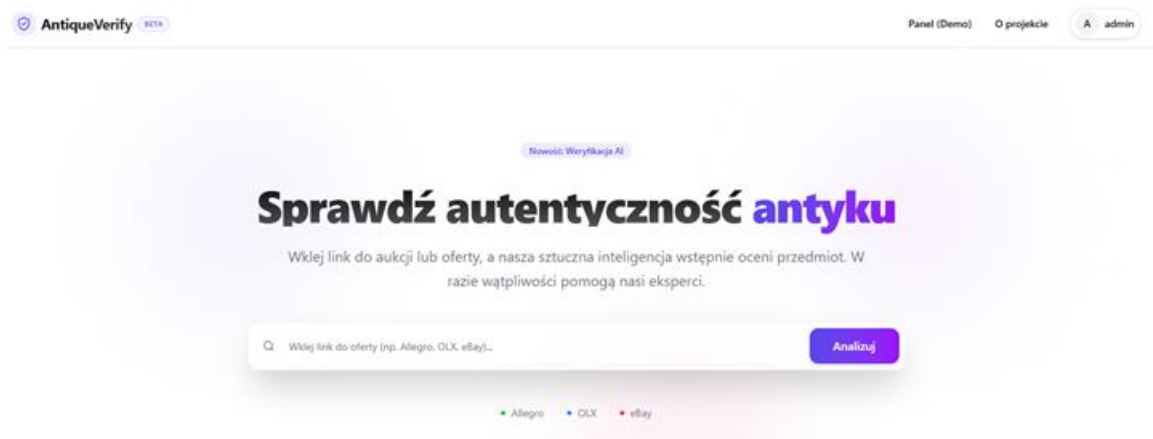 AntiqueVerify BETA
Panel (Demo) O projekcie A admin
Nowość: Weryfikacja AI
Sprawdź autentyczność antyku
Wklej link do aukcji lub oferty, a nasza sztuczna inteligencja wstępnie oceni przedmiot. W
razie wątpliwości pomogą nasi eksperci.
Wklej link do oferty (np. Allegro, OLX, eBay)...
Analizuj
Allegro OLX eBay